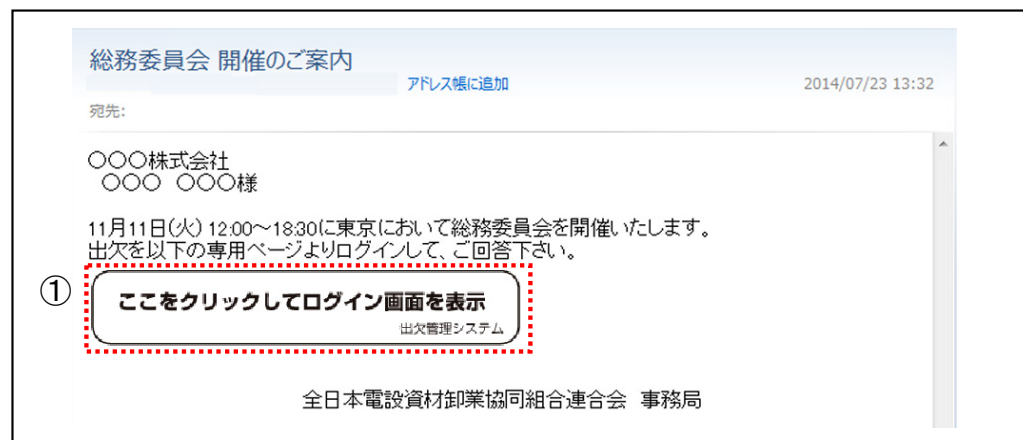 総務委員会 開催のご案内
アドレス帳に追加
2014/07/23 13:32
宛先:
○○○株式会社
○○○ ○○○様
11月11日(火) 12:00～18:30に東京において総務委員会を開催いたします。
出欠を以下の専用ページよりログインして、ご回答下さい。
①
ここをクリックしてログイン画面を表示
出欠管理システム
全日本電設資材卸業協同組合連合会 事務局